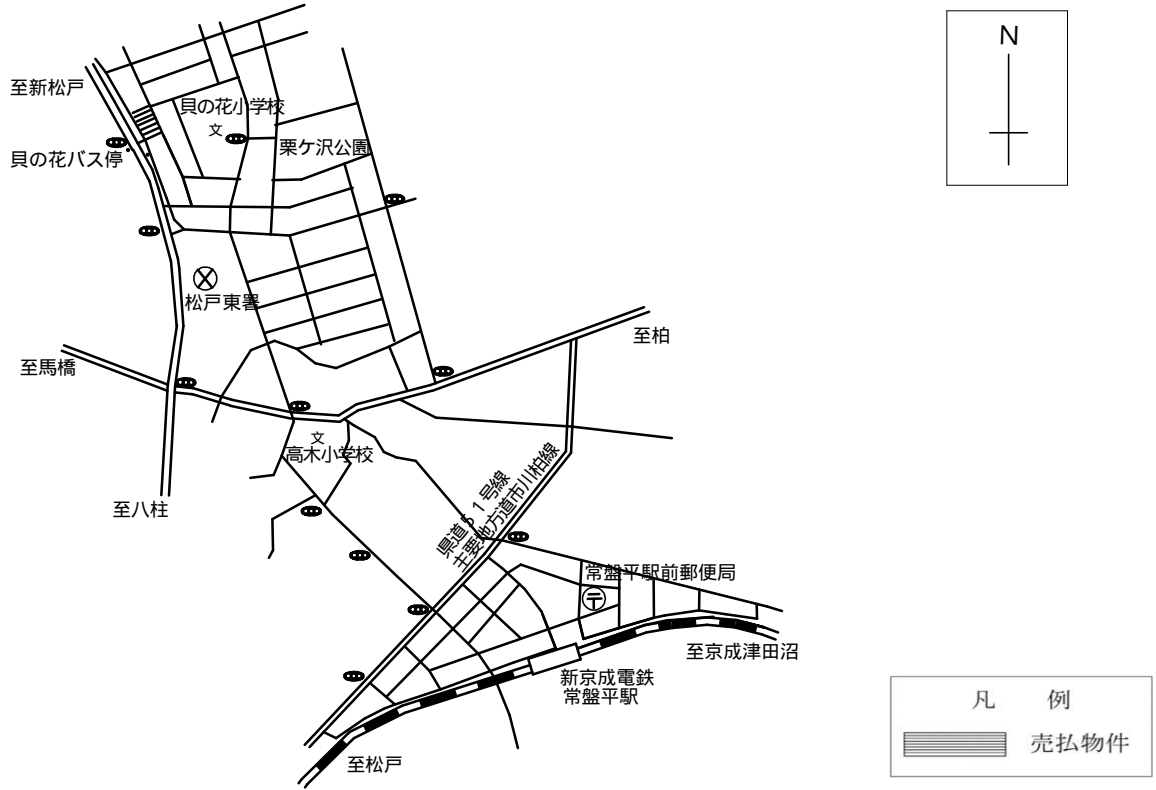 N
至新松戸
貝の花小学校
文
栗ケ沢公園
貝の花バス停
松戸東署
至柏
至馬橋
文
高木小学校
至八柱
県道51号線
主要地方道市川柏線
常盤平駅前郵便局
〒
至京成津田沼
新京成電鉄
常盤平駅
至松戸
凡 例
売払物件